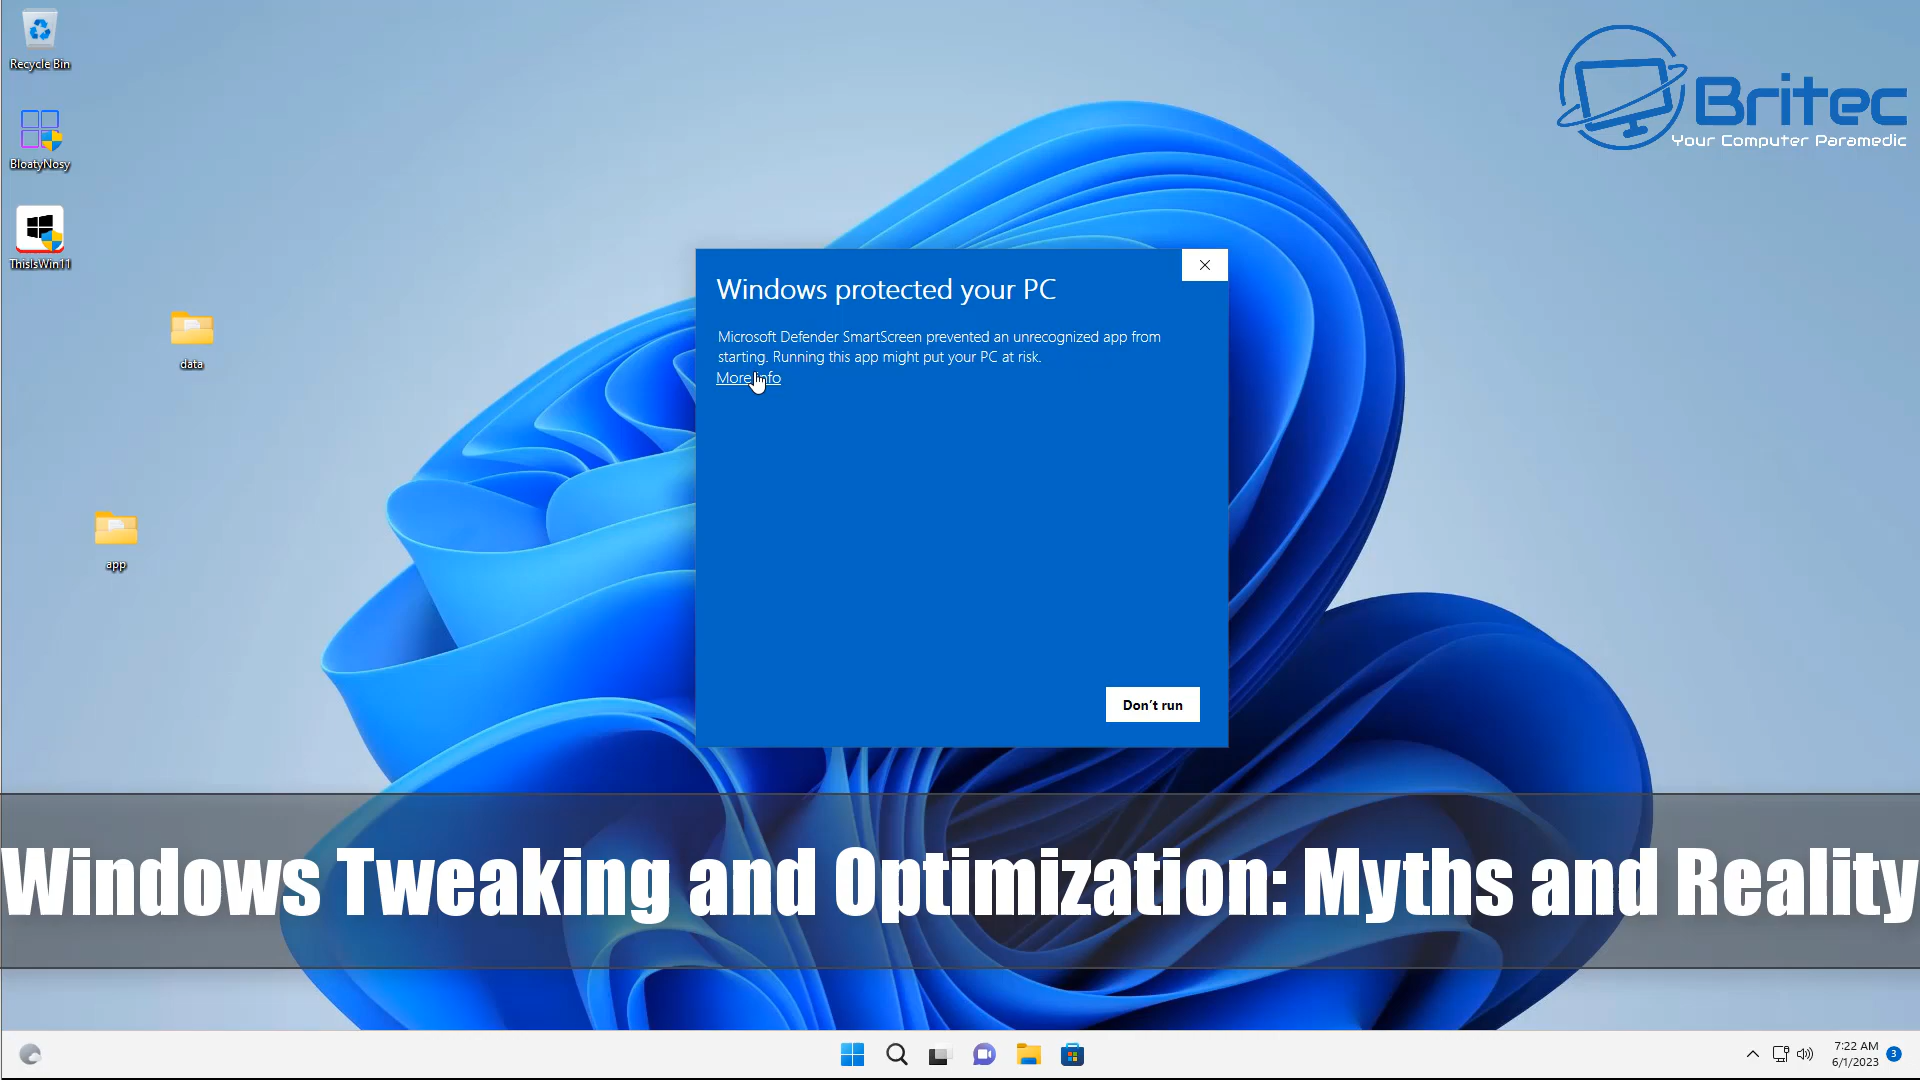 Recycle Bin
BloatyNosy
ThisIsWin11
data
app
Britec
Your Computer Paramedic
Windows protected your PC
Microsoft Defender SmartScreen prevented an unrecognized app from
starting. Running this app might put your PC at risk.
More info
Don't run
Windows Tweaking and Optimization: Myths and Reality
7:22 AM
6/1/2023
3